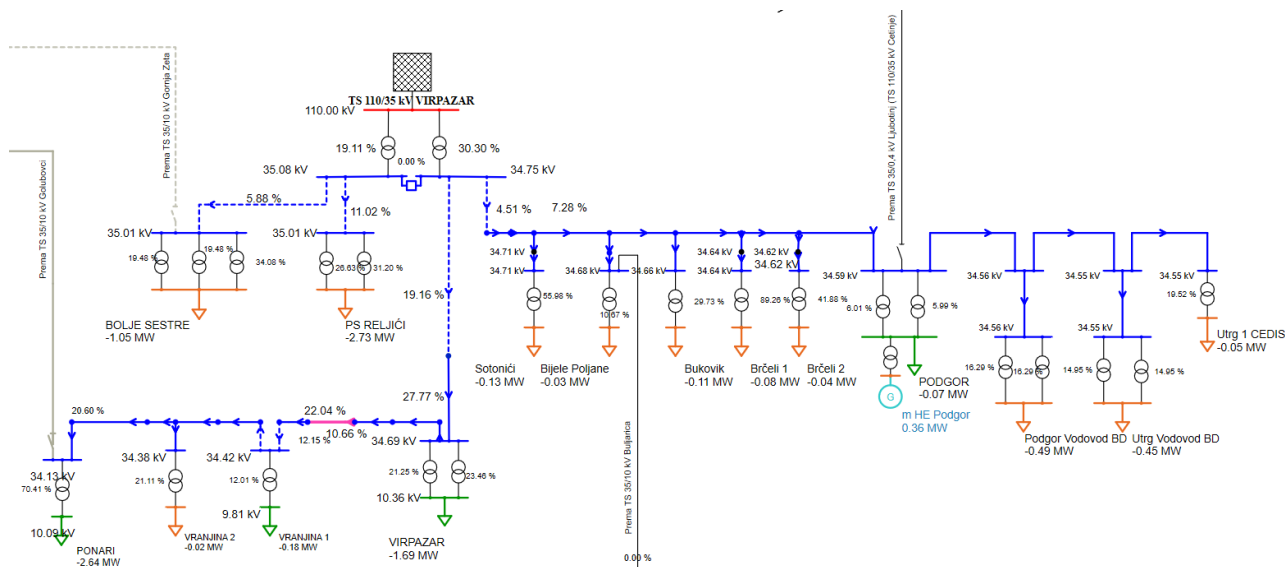 Prema TS 35/10 kV Golubovci
Prema TS 35/10 kV Gornja Zeta
TS 110/35 kV VIRPAZAR
110.00 kV
19.11 %
30.30 %
0.00 %
35.08 kV
34.75 kV
5.88 %
11.02 %
4.51 %
7.28 %
35.01 kV
19.48 %
19.48 %
34.08 %
BOLJE SESTRE
-1.05 MW
35.01 kV
26.63 %
31.20 %
PS RELJIĆI
-2.73 MW
19.16 %
27.77 %
34.71 kV
34.71 kV
55.98 %
Sotonići
-0.13 MW
34.68 kV
10.67 %
Bijele Poljane
-0.03 MW
Prema TS 35/10 kV Buljarica
0.00 %
34.66 kV
29.73 %
Bukovik
-0.11 MW
34.64 kV
34.64 kV
89.26 %
Brčeli 1
-0.08 MW
34.62 kV
34.62 kV
41.88 %
Brčeli 2
-0.04 MW
Prema TS 35/0,4 kV Ljubotinj (TS 110/35 kV Cetinje)
34.59 kV
6.01 %
5.99 %
PODGOR
-0.07 MW
G
m HE Podgor
0.36 MW
34.56 kV
34.56 kV
16.29 %
16.29 %
Podgor Vodovod BD
-0.49 MW
34.55 kV
34.55 kV
14.95 %
14.95 %
Utrg Vodovod BD
-0.45 MW
34.55 kV
19.52 %
Utrg 1 CEDIS
-0.05 MW
20.60 %
22.04 %
10.66 %
12.15 %
34.13 kV
70.41 %
10.09 kV
PONARI
-2.64 MW
34.38 kV
21.11 %
VRANJINA 2
-0.02 MW
34.42 kV
12.01 %
9.81 kV
VRANJINA 1
-0.18 MW
34.69 kV
21.25 %
23.46 %
10.36 kV
VIRPAZAR
-1.69 MW